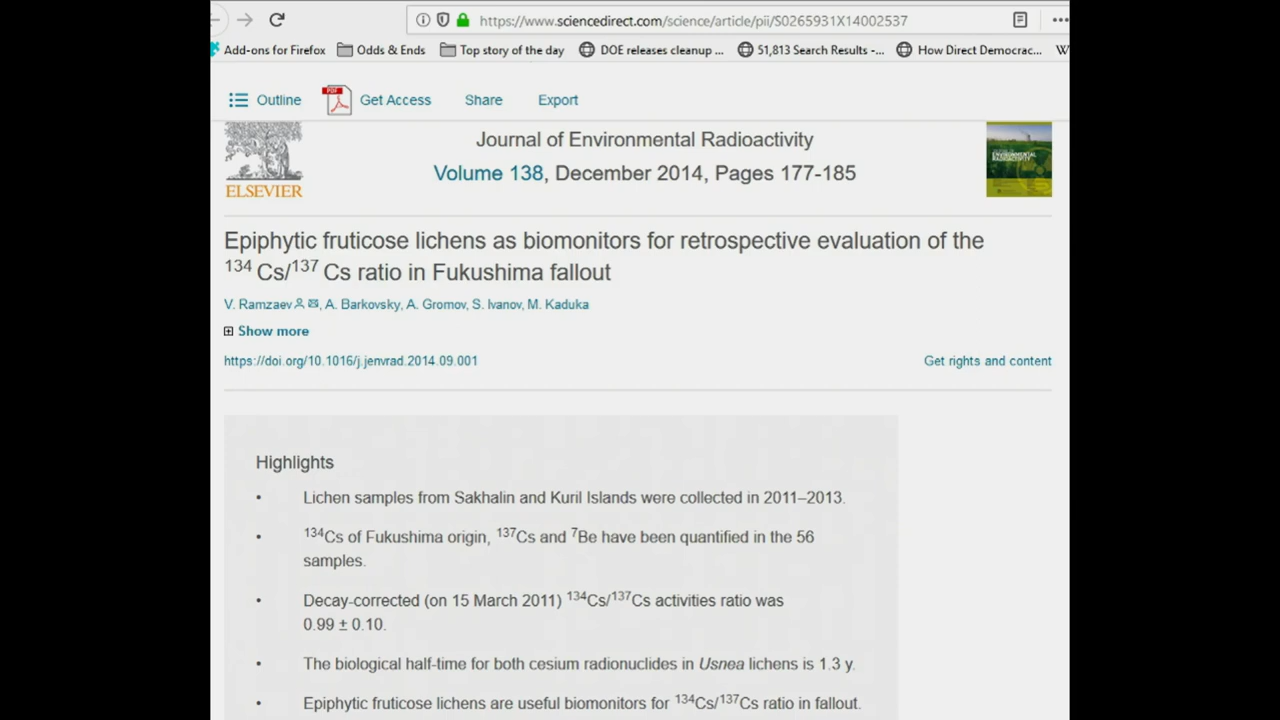 https://www.sciencedirect.com/science/article/pii/S0265931X14002537
Add-ons for Firefox Odds & Ends Top story of the day DOE releases cleanup ... 51,813 Search Results -... How Direct Democrac... W
Outline PDF Get Access Share Export
Journal of Environmental Radioactivity
Volume 138, December 2014, Pages 177-185
ELSEVIER
ENVIRONMENTAL
RADIOACTIVITY
Epiphytic fruticose lichens as biomonitors for retrospective evaluation of the
¹³⁴Cs/¹³⁷Cs ratio in Fukushima fallout
V. Ramzaev, A. Barkovsky, A. Gromov, S. Ivanov, M. Kaduka
Show more
https://doi.org/10.1016/j.jenvrad.2014.09.001 Get rights and content
Highlights
• Lichen samples from Sakhalin and Kuril Islands were collected in 2011–2013.
• ¹³⁴Cs of Fukushima origin, ¹³⁷Cs and ⁷Be have been quantified in the 56
samples.
• Decay-corrected (on 15 March 2011) ¹³⁴Cs/¹³⁷Cs activities ratio was
0.99 ± 0.10.
• The biological half-time for both cesium radionuclides in Usnea lichens is 1.3 y.
• Epiphytic fruticose lichens are useful biomonitors for ¹³⁴Cs/¹³⁷Cs ratio in fallout.